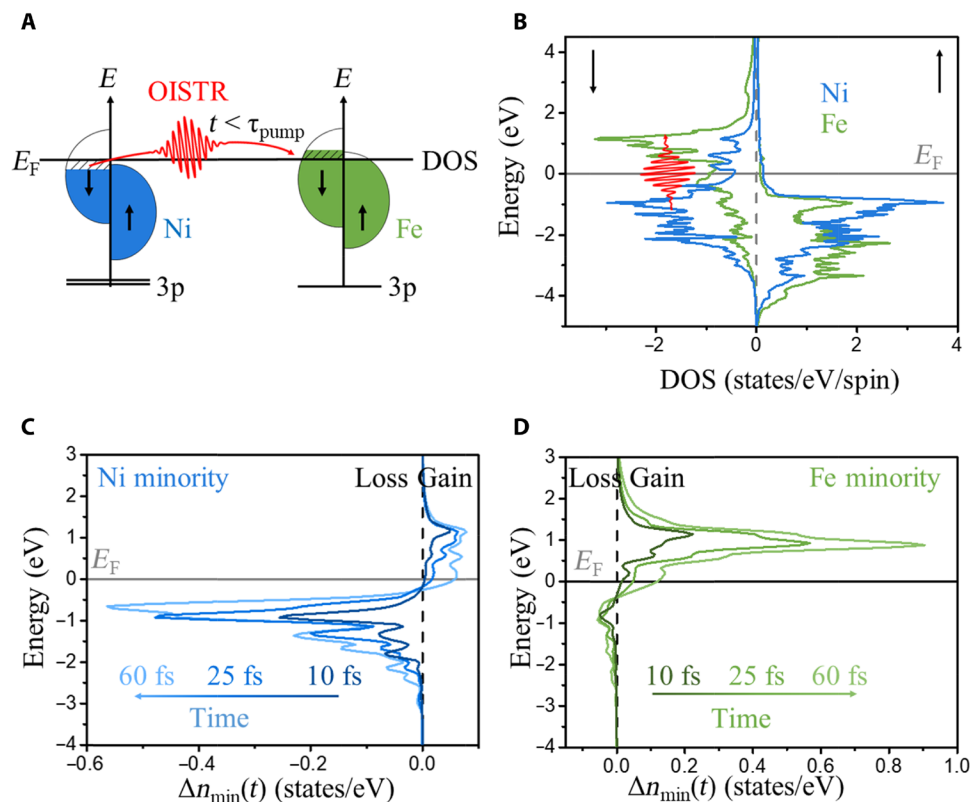 A
E
OISTR
t < τpump
E
EF
DOS
Ni
Fe
3p
3p
B
4
2
0
−2
−4
Energy (eV)
Ni
Fe
EF
−2
0
2
4
DOS (states/eV/spin)
C
3
2
1
0
−1
−2
−3
−4
Energy (eV)
Ni minority
Loss Gain
EF
60 fs 25 fs 10 fs
Time
−0.6 −0.4 −0.2 0.0
Δnmin(t) (states/eV)
D
3
2
1
0
−1
−2
−3
−4
Energy (eV)
Loss Gain
Fe minority
EF
10 fs 25 fs 60 fs
Time
0.0 0.2 0.4 0.6 0.8 1.0
Δnmin(t) (states/eV)